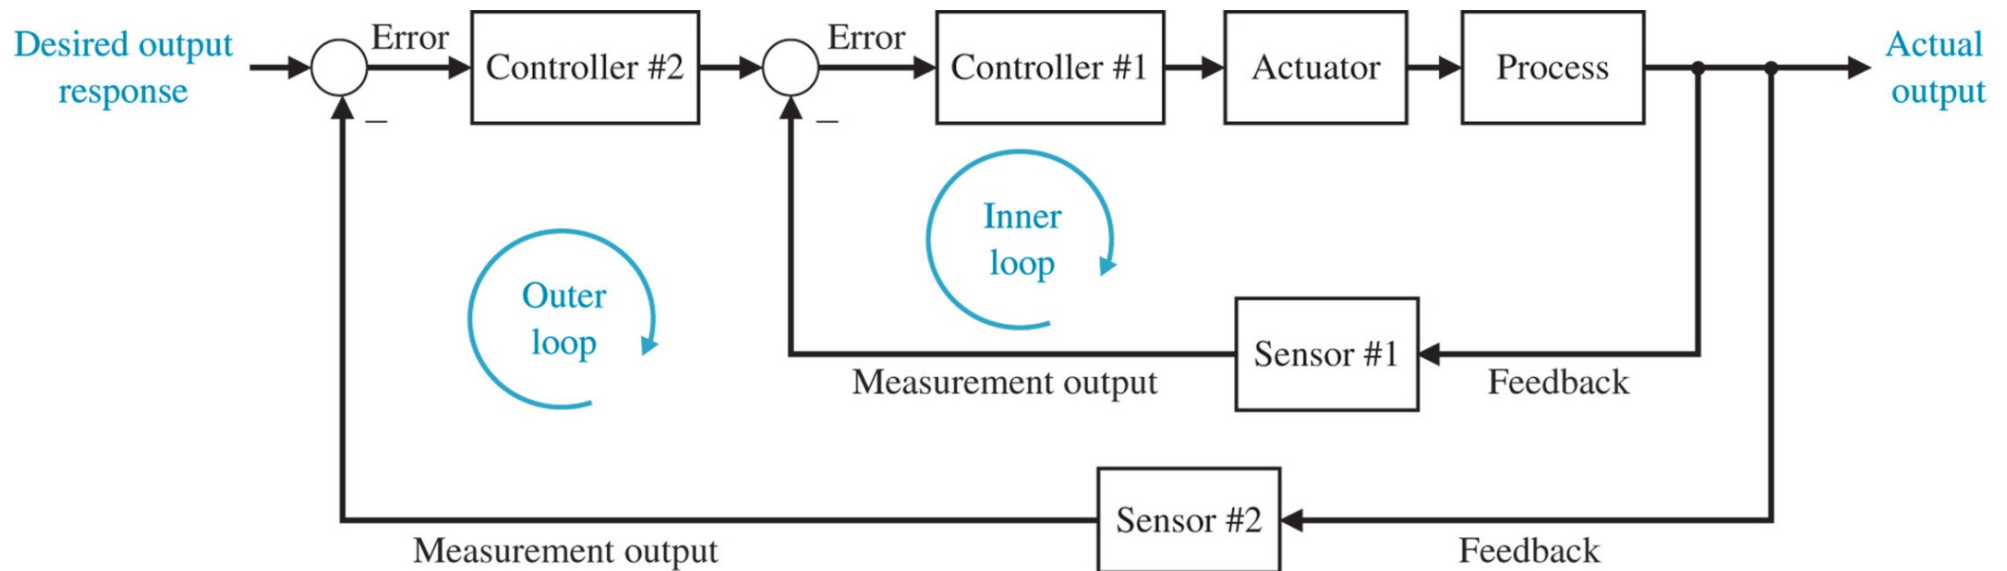 Desired output
response
Error
Controller #2
Error
Controller #1
Actuator
Process
Actual
output
–
–
Inner
loop
Outer
loop
Sensor #1
Measurement output
Feedback
Sensor #2
Measurement output
Feedback